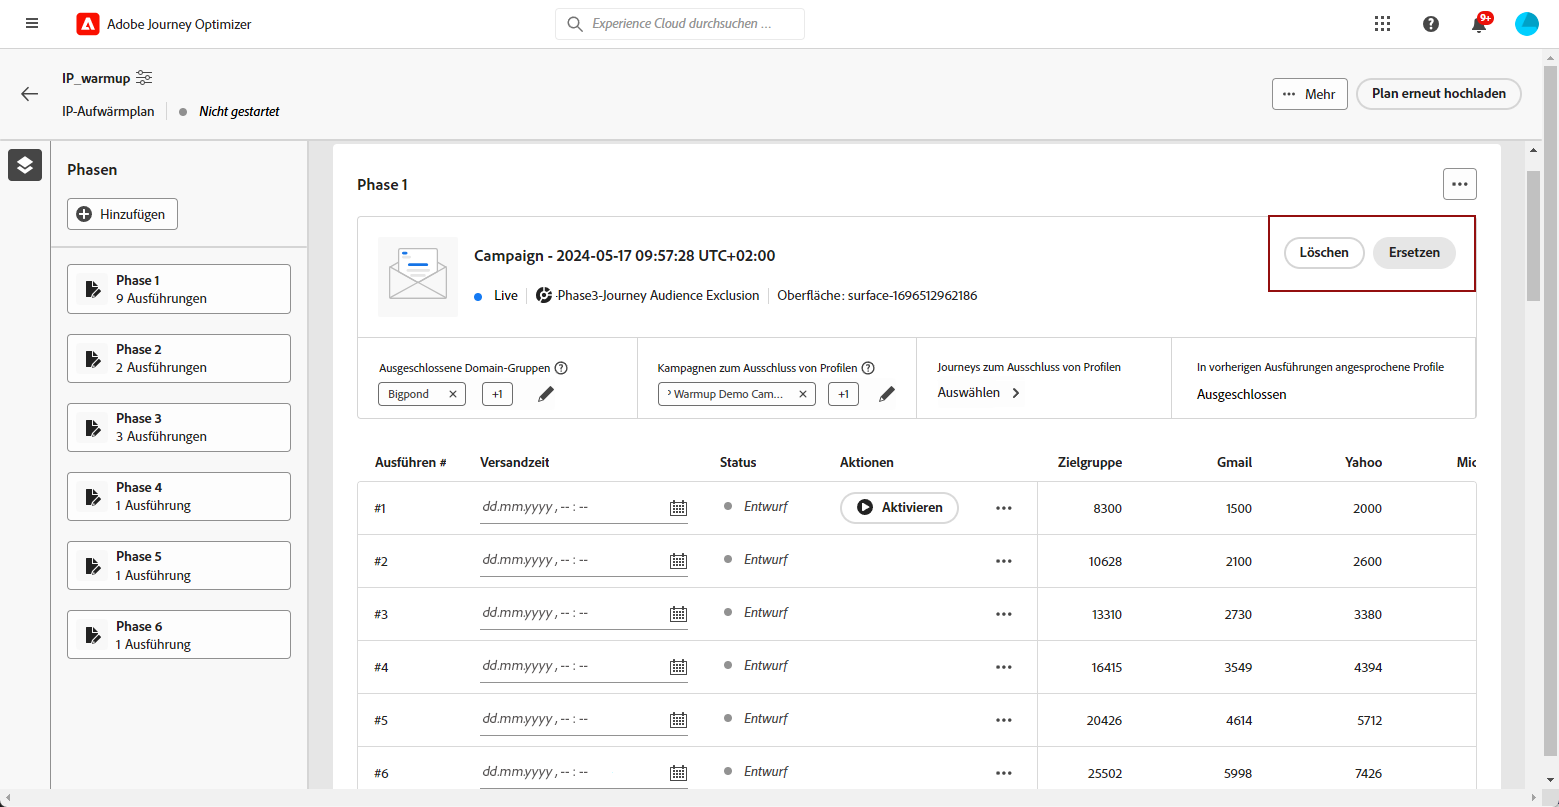 Adobe Journey Optimizer
Experience Cloud durchsuchen ...
9+
IP_warmup
IP-Aufwärmplan
Nicht gestartet
Mehr
Plan erneut hochladen
Phasen
Hinzufügen
Phase 1
9 Ausführungen
Phase 2
2 Ausführungen
Phase 3
3 Ausführungen
Phase 4
1 Ausführung
Phase 5
1 Ausführung
Phase 6
1 Ausführung
Phase 1
Campaign - 2024-05-17 09:57:28 UTC+02:00
Live
Phase3-Journey Audience Exclusion
Oberfläche: surface-1696512962186
Löschen
Ersetzen
Ausgeschlossene Domain-Gruppen
Bigpond
+1
Kampagnen zum Ausschluss von Profilen
Warmup Demo Cam...
+1
Journeys zum Ausschluss von Profilen
Auswählen
In vorherigen Ausführungen angesprochene Profile
Ausgeschlossen
Ausführen # Versandzeit Status Aktionen Zielgruppe Gmail Yahoo Mic
#1 dd.mm.yyyy , -- : -- Entwurf Aktivieren 8300 1500 2000
#2 dd.mm.yyyy , -- : -- Entwurf 10628 2100 2600
#3 dd.mm.yyyy , -- : -- Entwurf 13310 2730 3380
#4 dd.mm.yyyy , -- : -- Entwurf 16415 3549 4394
#5 dd.mm.yyyy , -- : -- Entwurf 20426 4614 5712
#6 dd.mm.yyyy , -- : -- Entwurf 25502 5998 7426